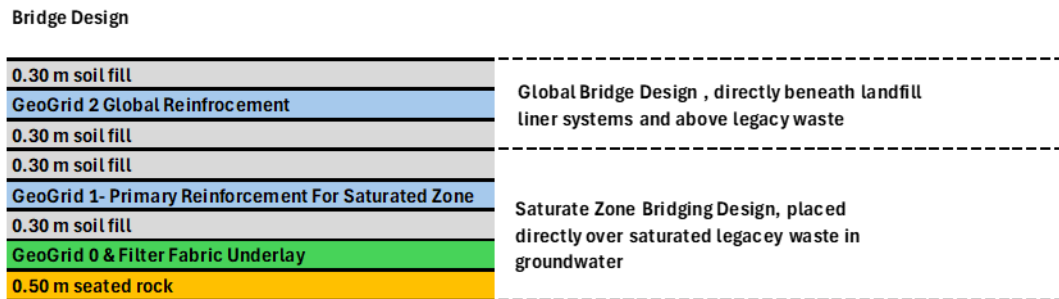 Bridge Design
0.30 m soil fill
GeoGrid 2 Global Reinfrocement
0.30 m soil fill
0.30 m soil fill
GeoGrid 1- Primary Reinforcement For Saturated Zone
0.30 m soil fill
GeoGrid 0 & Filter Fabric Underlay
0.50 m seated rock
Global Bridge Design , directly beneath landfill
liner systems and above legacy waste
Saturate Zone Bridging Design, placed
directly over saturated legacey waste in
groundwater